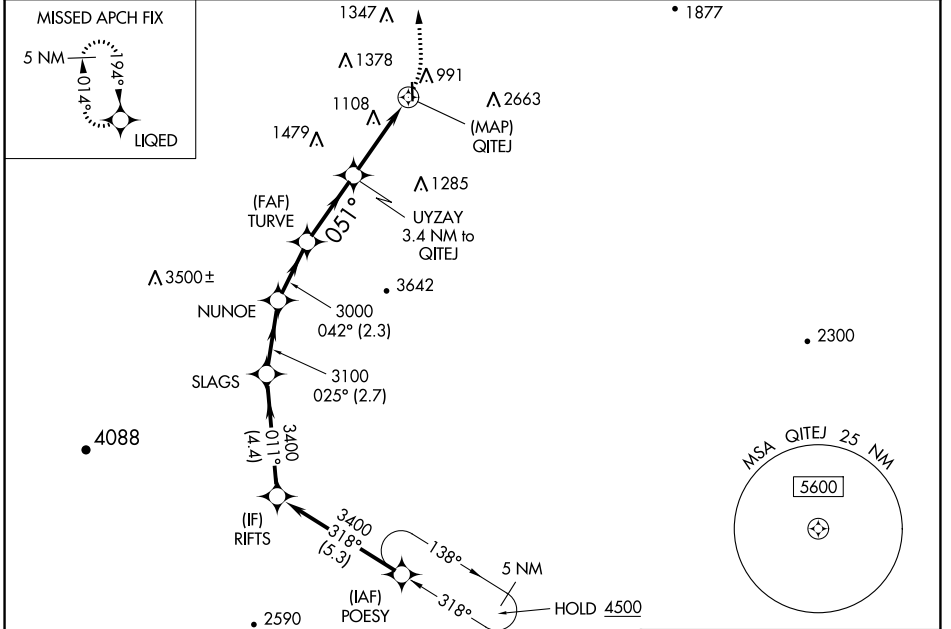 MISSED APCH FIX
5 NM
194°
014°
LIQED
1347
1877
1378
991
1108
2663
(MAP)
QITEJ
1479
1285
(FAF)
TURVE
051°
UYZAY
3.4 NM to
QITEJ
3500±
3642
NUNOE
3000
042° (2.3)
2300
SLAGS
3100
025° (2.7)
4088
3400
011°
(4.4)
MSA QITEJ 25 NM
5600
(IF)
RIFTS
3400
318°
(5.3)
138°
5 NM
318°
HOLD 4500
(IAF)
POESY
2590